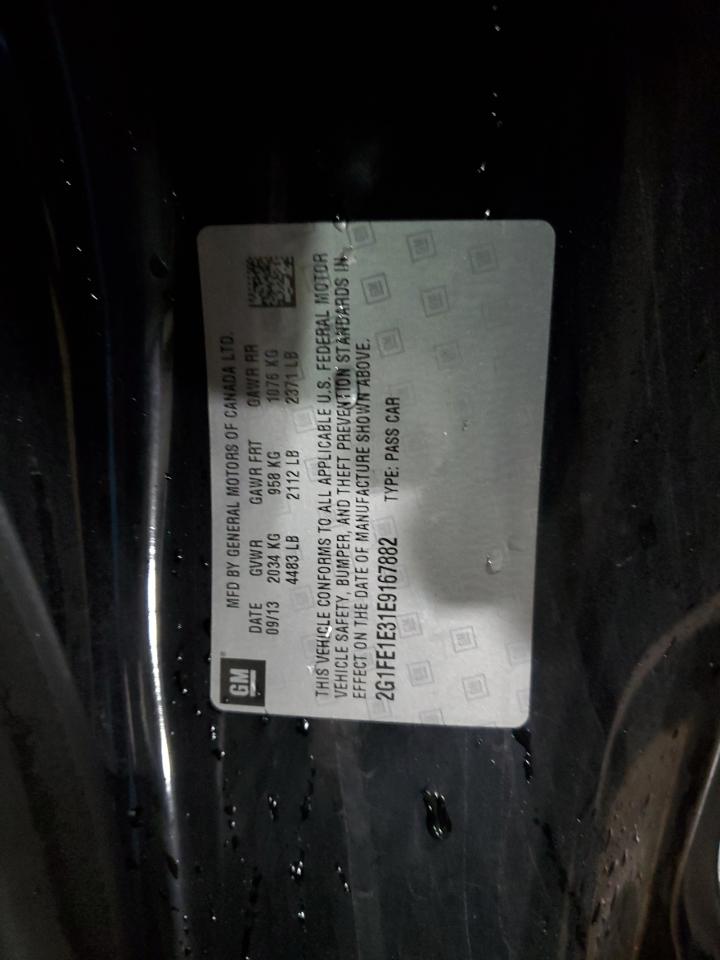 GM
MFD BY GENERAL MOTORS OF CANADA LTD.
DATE GVWR GAWR FRT GAWR RR
09/13 2034 KG 958 KG 1076 KG
4483 LB 2112 LB 2371 LB
THIS VEHICLE CONFORMS TO ALL APPLICABLE U.S. FEDERAL MOTOR
VEHICLE SAFETY, BUMPER, AND THEFT PREVENTION STANDARDS IN
EFFECT ON THE DATE OF MANUFACTURE SHOWN ABOVE.
2G1FE1E31E9167882 TYPE: PASS CAR